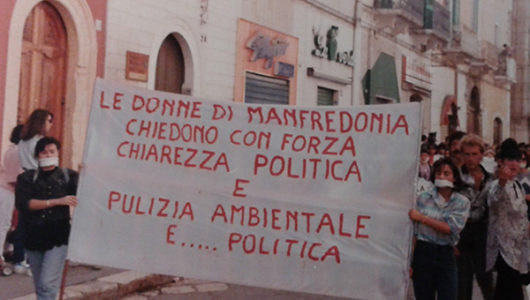 LE DONNE DI MANFREDONIA
CHIEDONO CON FORZA
CHIAREZZA POLITICA
E
PULIZIA AMBIENTALE
E..... POLITICA